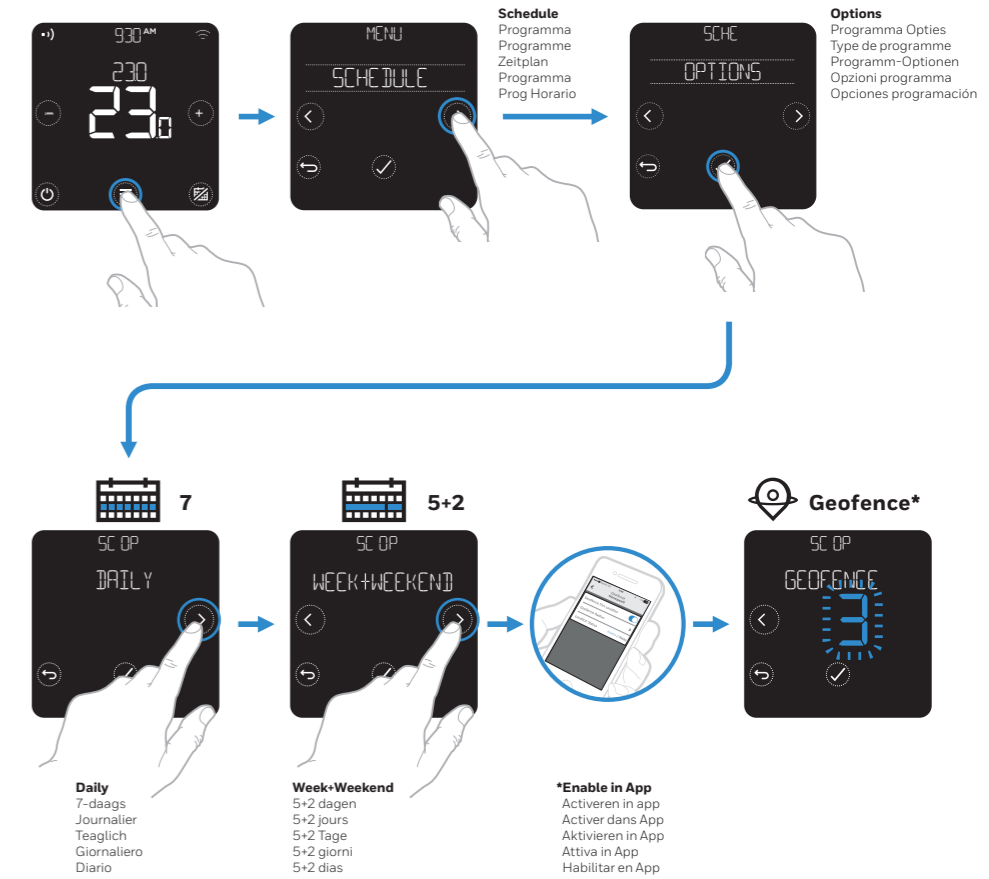 930 AM
230
230
MENU
SCHEDULE
Schedule
Programma
Programme
Zeitplan
Programma
Prog Horario
SCHE
OPTIONS
Options
Programma Opties
Type de programme
Programm-Optionen
Opzioni programma
Opciones programación
7
SC OP
DAILY
5+2
SC OP
WEEK+WEEKEND
Geofence*
SC OP
GEOFENCE
3
Daily
7-daags
Journalier
Teaglich
Giornaliero
Diario
Week+Weekend
5+2 dagen
5+2 jours
5+2 Tage
5+2 giorni
5+2 dias
*Enable in App
Activeren in app
Activer dans App
Aktivieren in App
Attiva in App
Habilitar en App